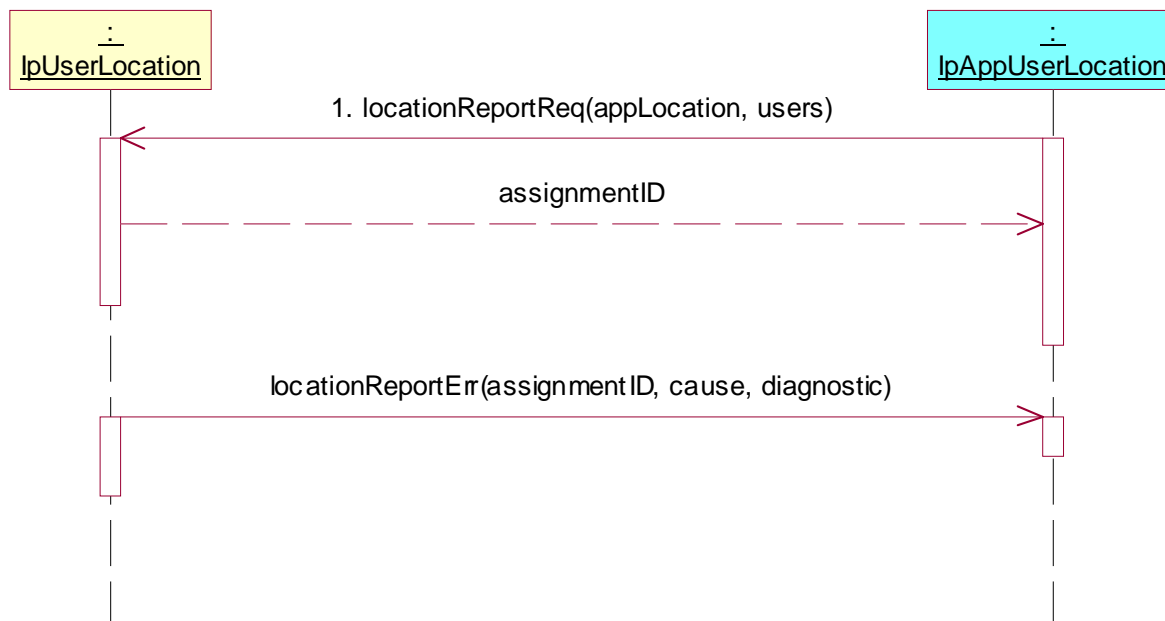 :
IpUserLocation
:
IpAppUserLocation
1. locationReportReq(appLocation, users)
assignmentID
locationReportErr(assignmentID, cause, diagnostic)